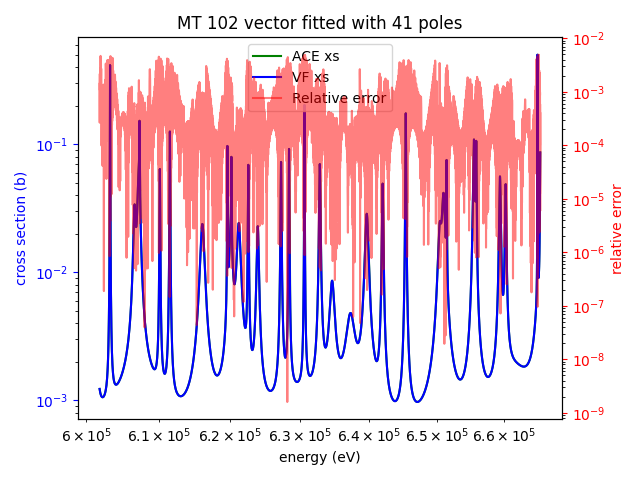 MT 102 vector fitted with 41 poles
ACE xs
VF xs
Relative error
cross section (b)
10⁻¹
10⁻²
10⁻³
relative error
10⁻²
10⁻³
10⁻⁴
10⁻⁵
10⁻⁶
10⁻⁷
10⁻⁸
10⁻⁹
6 × 10⁵ 6.1 × 10⁵ 6.2 × 10⁵ 6.3 × 10⁵ 6.4 × 10⁵ 6.5 × 10⁵ 6.6 × 10⁵
energy (eV)